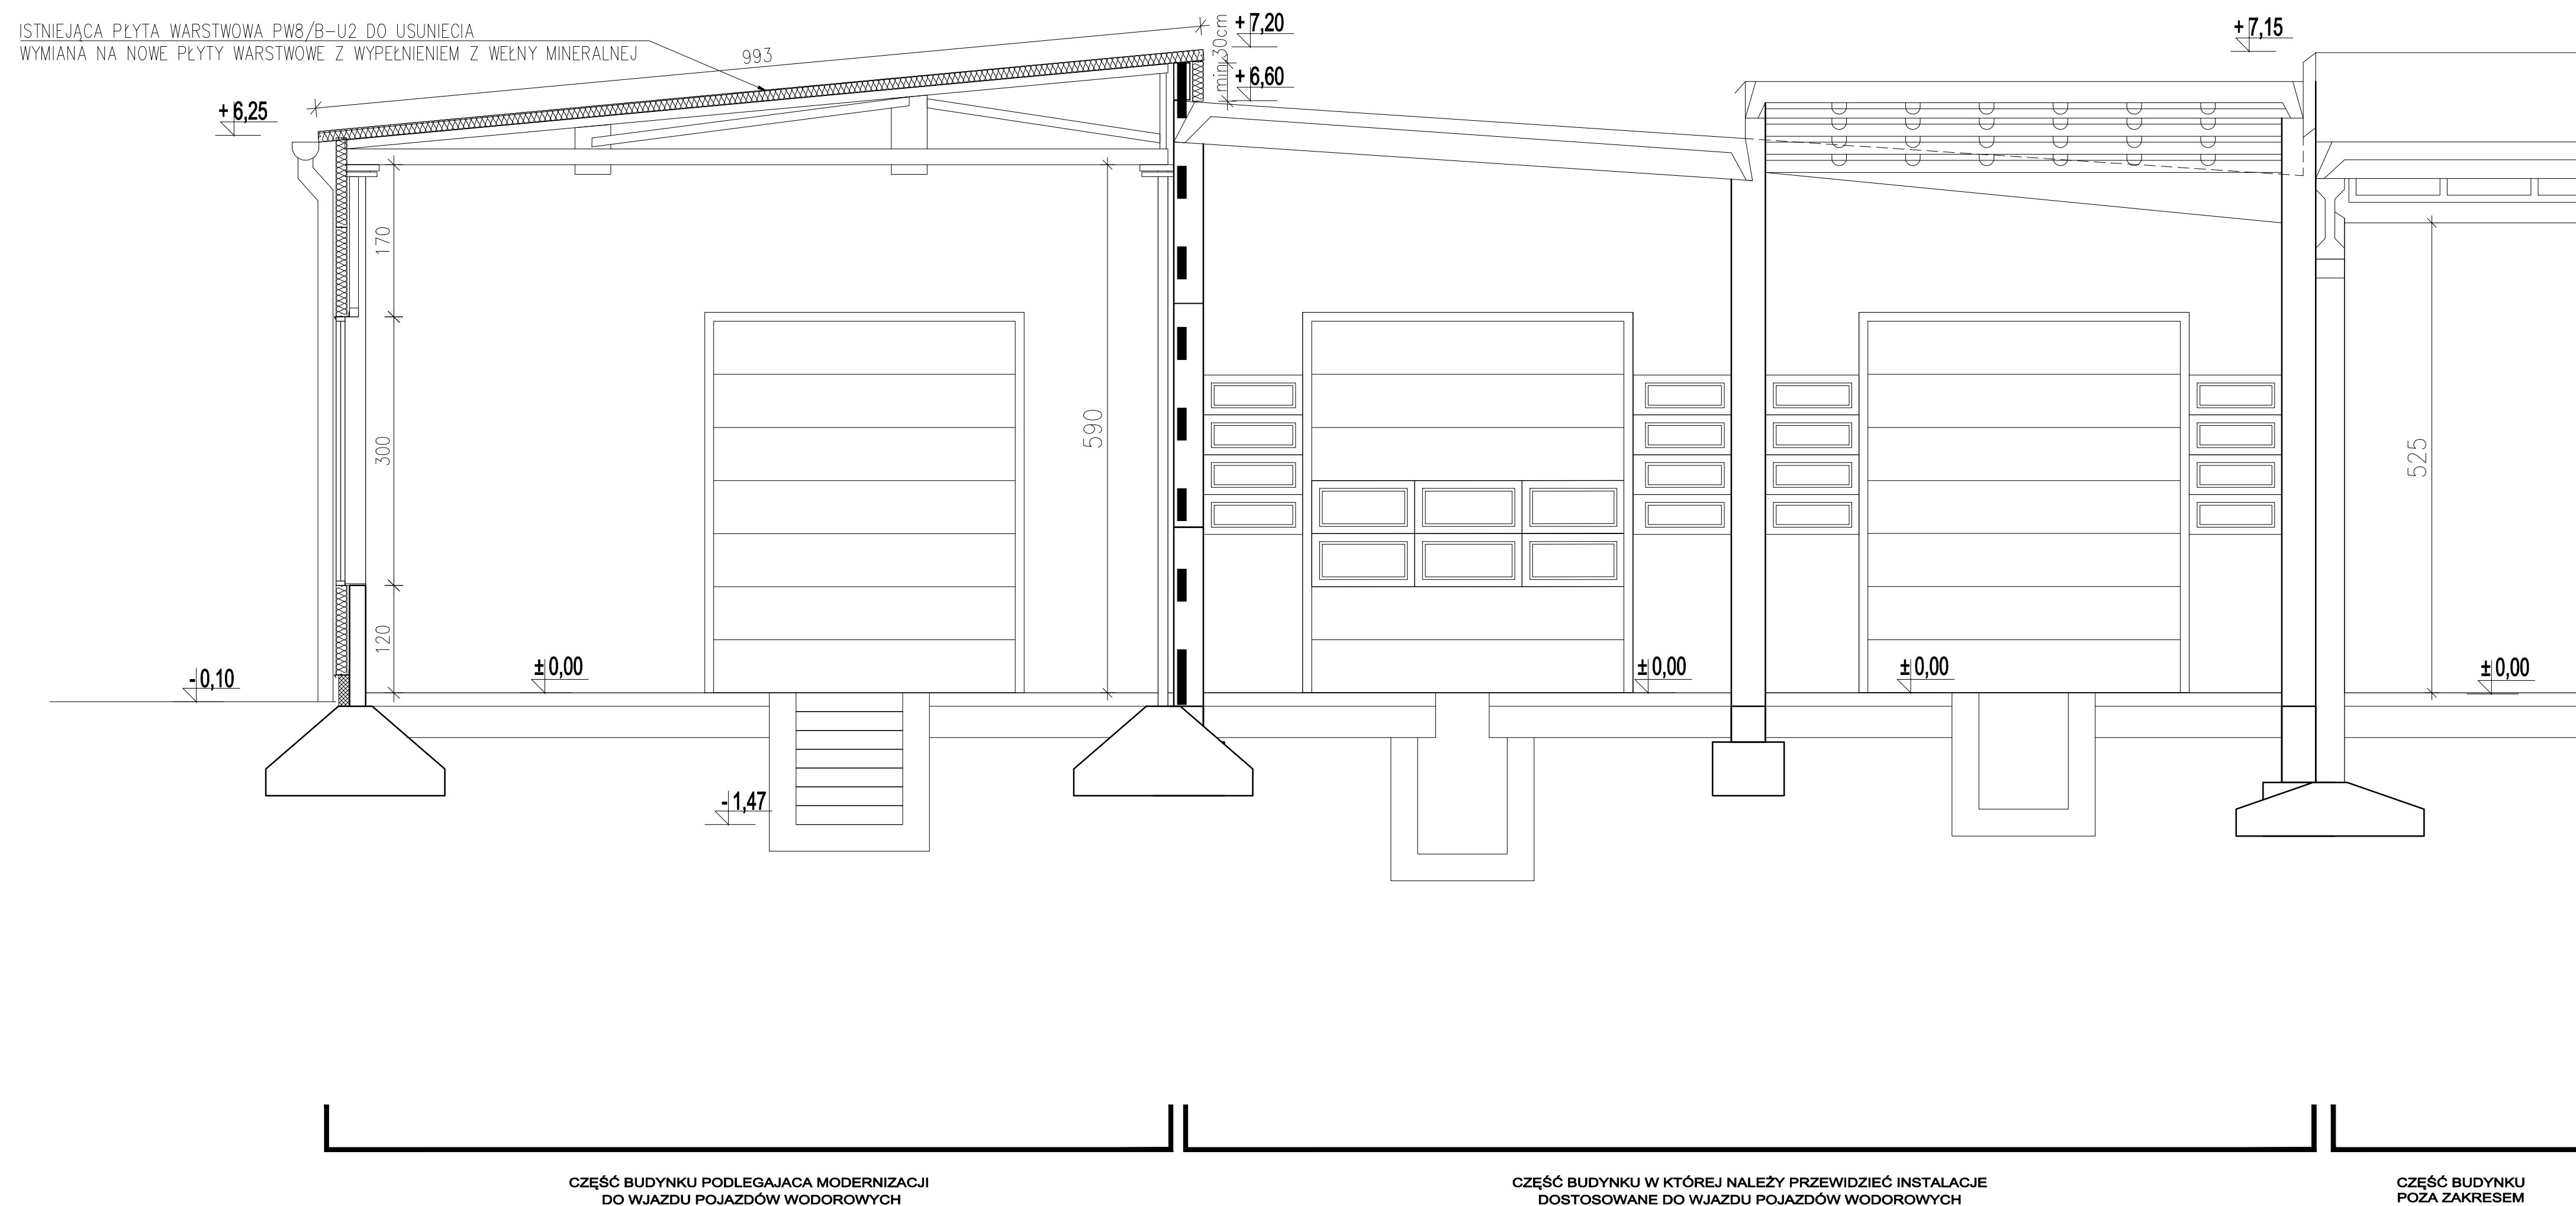 ISTNIEJĄCA PŁYTA WARSTWOWA PW8/B-U2 DO USUNIECIA
WYMIANA NA NOWE PŁYTY WARSTWOWE Z WYPEŁNIENIEM Z WEŁNY MINERALNEJ
993
min 30cm
+7,20
+7,15
+6,60
+6,25
170
300
590
525
120
±0,00
±0,00
±0,00
±0,00
-0,10
-1,47
CZĘŚĆ BUDYNKU PODLEGAJACA MODERNIZACJI
DO WJAZDU POJAZDÓW WODOROWYCH
CZĘŚĆ BUDYNKU W KTÓREJ NALEŻY PRZEWIDZIEĆ INSTALACJE
DOSTOSOWANE DO WJAZDU POJAZDÓW WODOROWYCH
CZĘŚĆ BUDYNKU
POZA ZAKRESEM